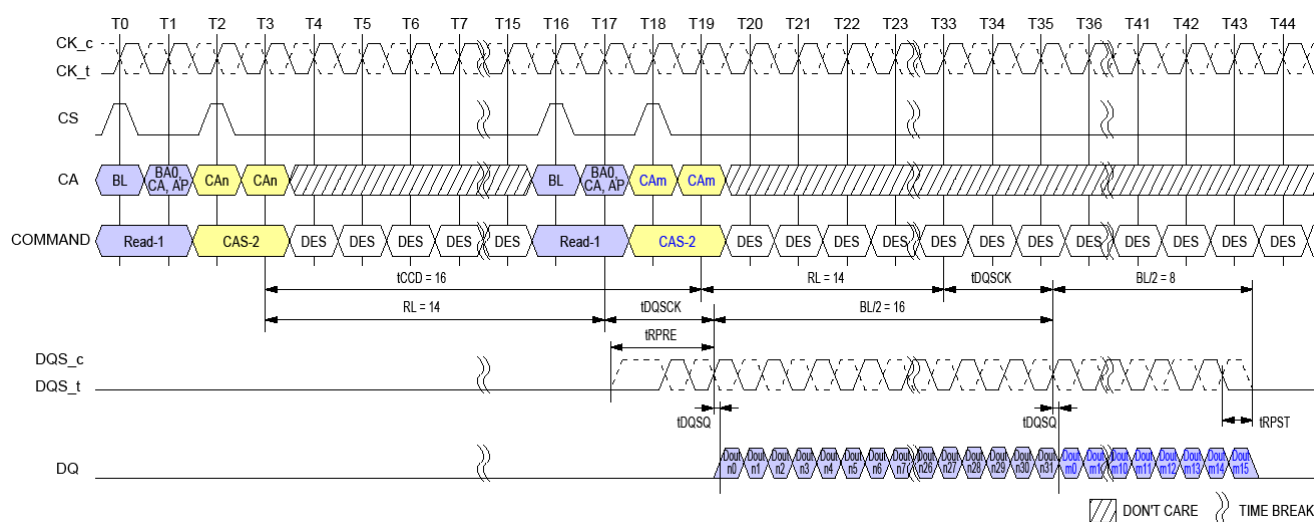 T0 T1 T2 T3 T4 T5 T6 T7 T15 T16 T17 T18 T19 T20 T21 T22 T23 T33 T34 T35 T36 T41 T42 T43 T44
CK_c
CK_t
CS
CA BL BA0, CA, AP CAn CAn BL BA0, CA, AP CAm CAm
COMMAND Read-1 CAS-2 DES DES DES DES DES Read-1 CAS-2 DES DES DES DES DES DES DES DES DES DES DES DES
tCCD = 16 RL = 14 tDQSCK BL/2 = 8
RL = 14 tDQSCK BL/2 = 16
tRPRE
DQS_c
DQS_t
tDQSQ tDQSQ tRPST
DQ Dout n0 Dout n1 Dout n2 Dout n3 Dout n4 Dout n5 Dout n6 Dout n7 Dout n26 Dout n27 Dout n28 Dout n29 Dout n30 Dout n31 Dout m0 Dout m1 Dout m10 Dout m11 Dout m12 Dout m13 Dout m14 Dout m15
DON'T CARE TIME BREAK